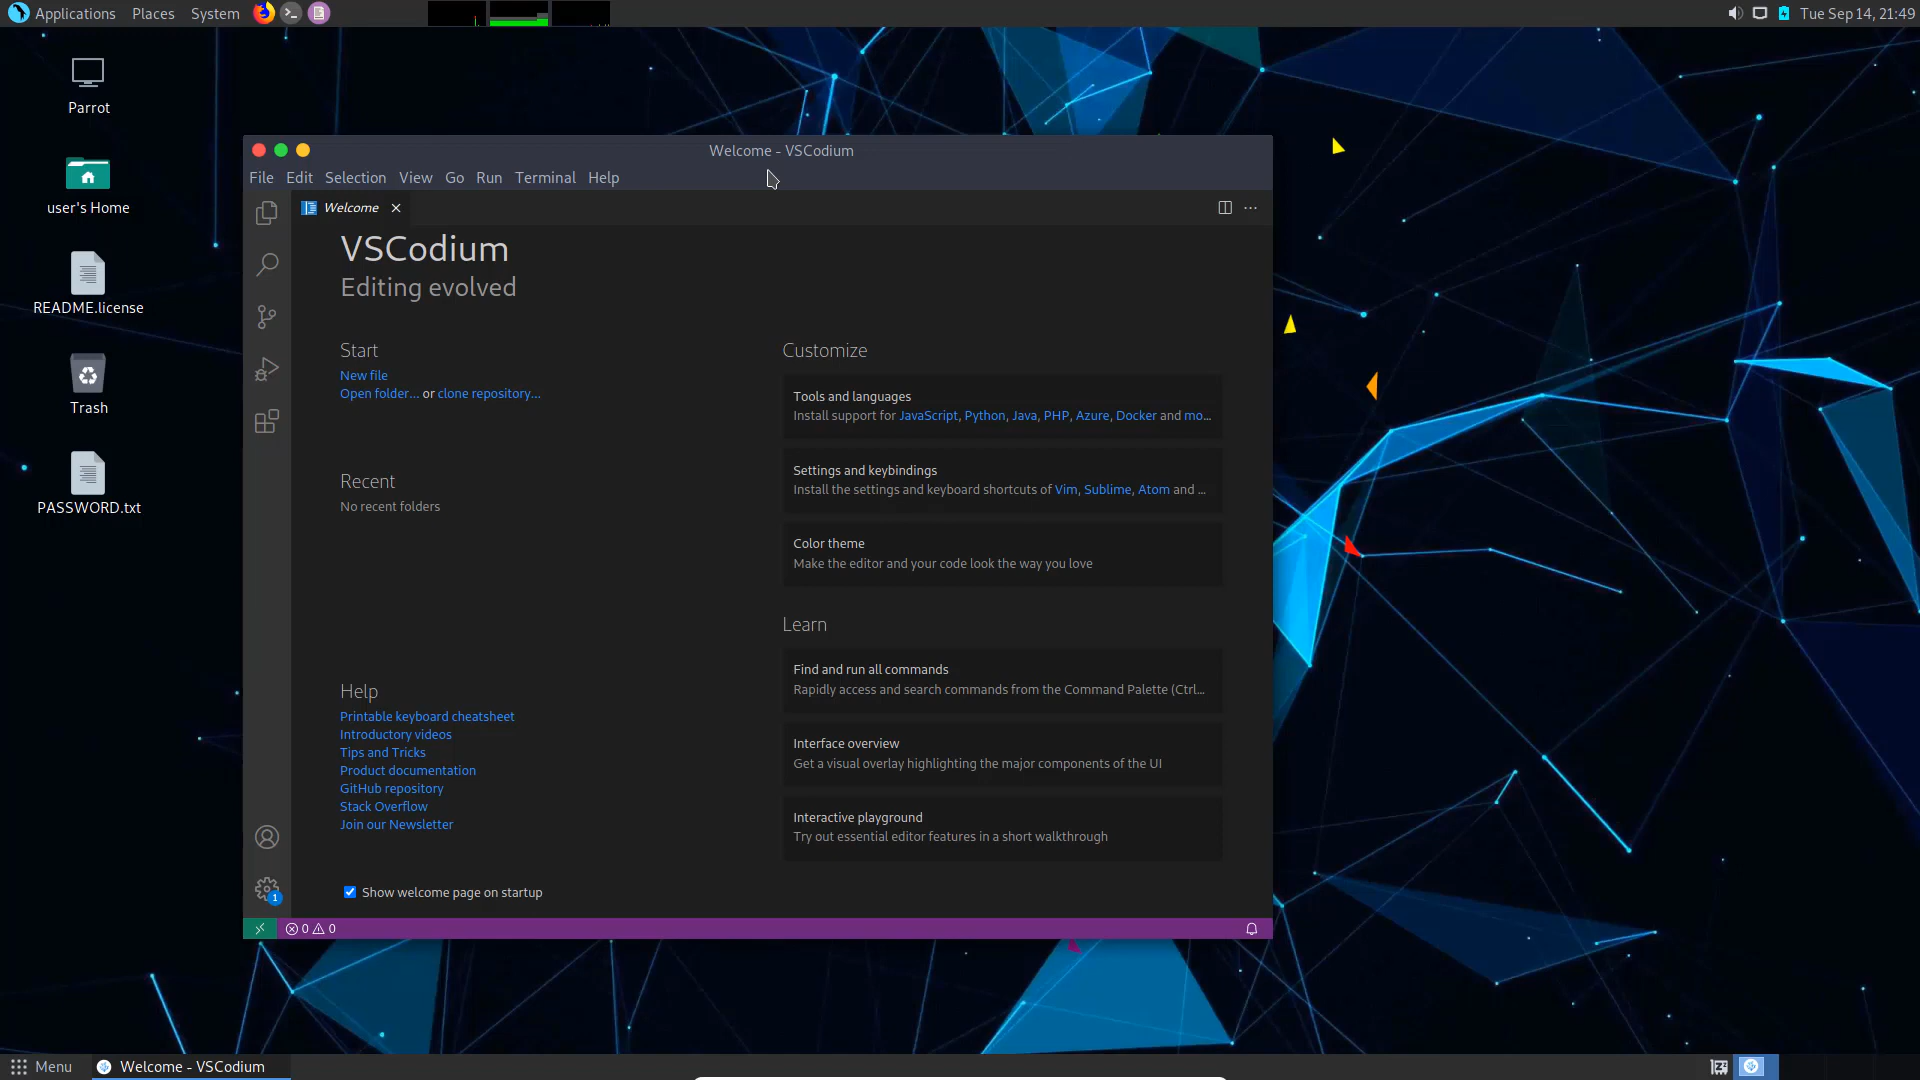 Applications Places System
Tue Sep 14, 21:49
Parrot
user's Home
README.license
Trash
PASSWORD.txt
Welcome - VSCodium
File Edit Selection View Go Run Terminal Help
Welcome
VSCodium
Editing evolved
Start
New file
Open folder... or clone repository...
Recent
No recent folders
Help
Printable keyboard cheatsheet
Introductory videos
Tips and Tricks
Product documentation
GitHub repository
Stack Overflow
Join our Newsletter
Show welcome page on startup
Customize
Tools and languages
Install support for JavaScript, Python, Java, PHP, Azure, Docker and mo...
Settings and keybindings
Install the settings and keyboard shortcuts of Vim, Sublime, Atom and ...
Color theme
Make the editor and your code look the way you love
Learn
Find and run all commands
Rapidly access and search commands from the Command Palette (Ctrl...
Interface overview
Get a visual overlay highlighting the major components of the UI
Interactive playground
Try out essential editor features in a short walkthrough
1
0 0
Menu Welcome - VSCodium